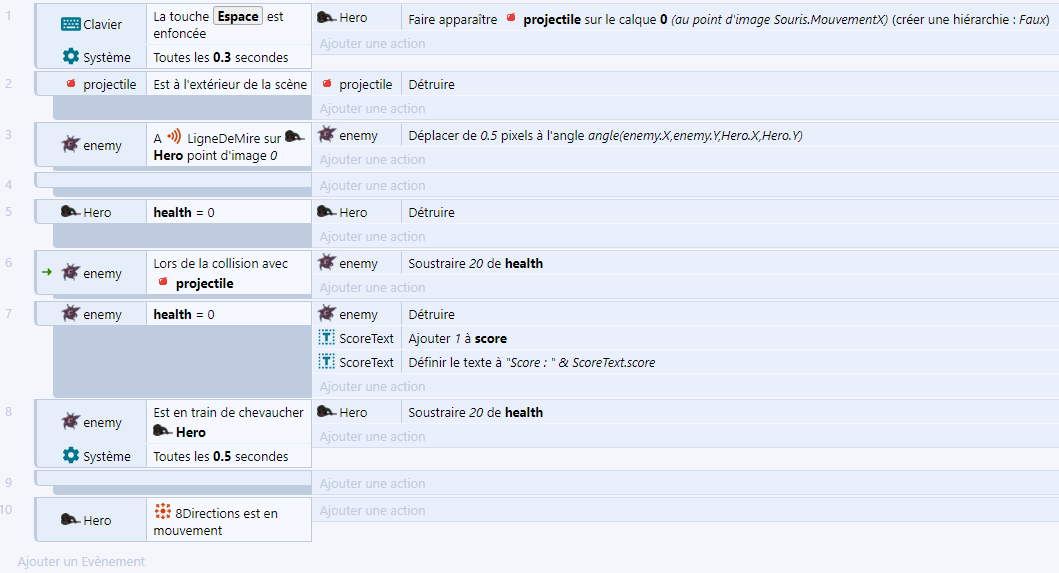 1
Clavier
La touche Espace est
enfoncée
Hero
Faire apparaître projectile sur le calque 0 (au point d'image Souris.MouvementX) (créer une hiérarchie : Faux)
Ajouter une action
Système
Toutes les 0.3 secondes
2
projectile
Est à l'extérieur de la scène
projectile
Détruire
Ajouter une action
3
enemy
A LigneDeMire sur
Hero point d'image 0
enemy
Déplacer de 0.5 pixels à l'angle angle(enemy.X,enemy.Y,Hero.X,Hero.Y)
Ajouter une action
4
Ajouter une action
5
Hero
health = 0
Hero
Détruire
Ajouter une action
6
enemy
Lors de la collision avec
projectile
enemy
Soustraire 20 de health
Ajouter une action
7
enemy
health = 0
enemy
Détruire
ScoreText
Ajouter 1 à score
ScoreText
Définir le texte à "Score : " & ScoreText.score
Ajouter une action
8
enemy
Est en train de chevaucher
Hero
Hero
Soustraire 20 de health
Ajouter une action
Système
Toutes les 0.5 secondes
9
Ajouter une action
10
Hero
8Directions est en
mouvement
Ajouter une action
Ajouter un Evènement